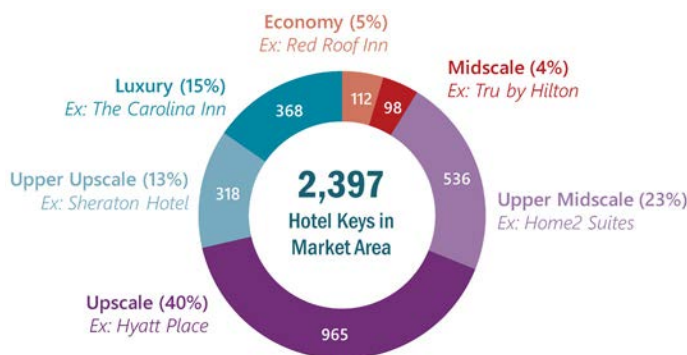 Economy (5%)
Ex: Red Roof Inn
Midscale (4%)
Ex: Tru by Hilton
Luxury (15%)
Ex: The Carolina Inn
112
98
368
536
Upper Upscale (13%)
Ex: Sheraton Hotel
318
2,397
Hotel Keys in
Market Area
Upper Midscale (23%)
Ex: Home2 Suites
Upscale (40%)
Ex: Hyatt Place
965